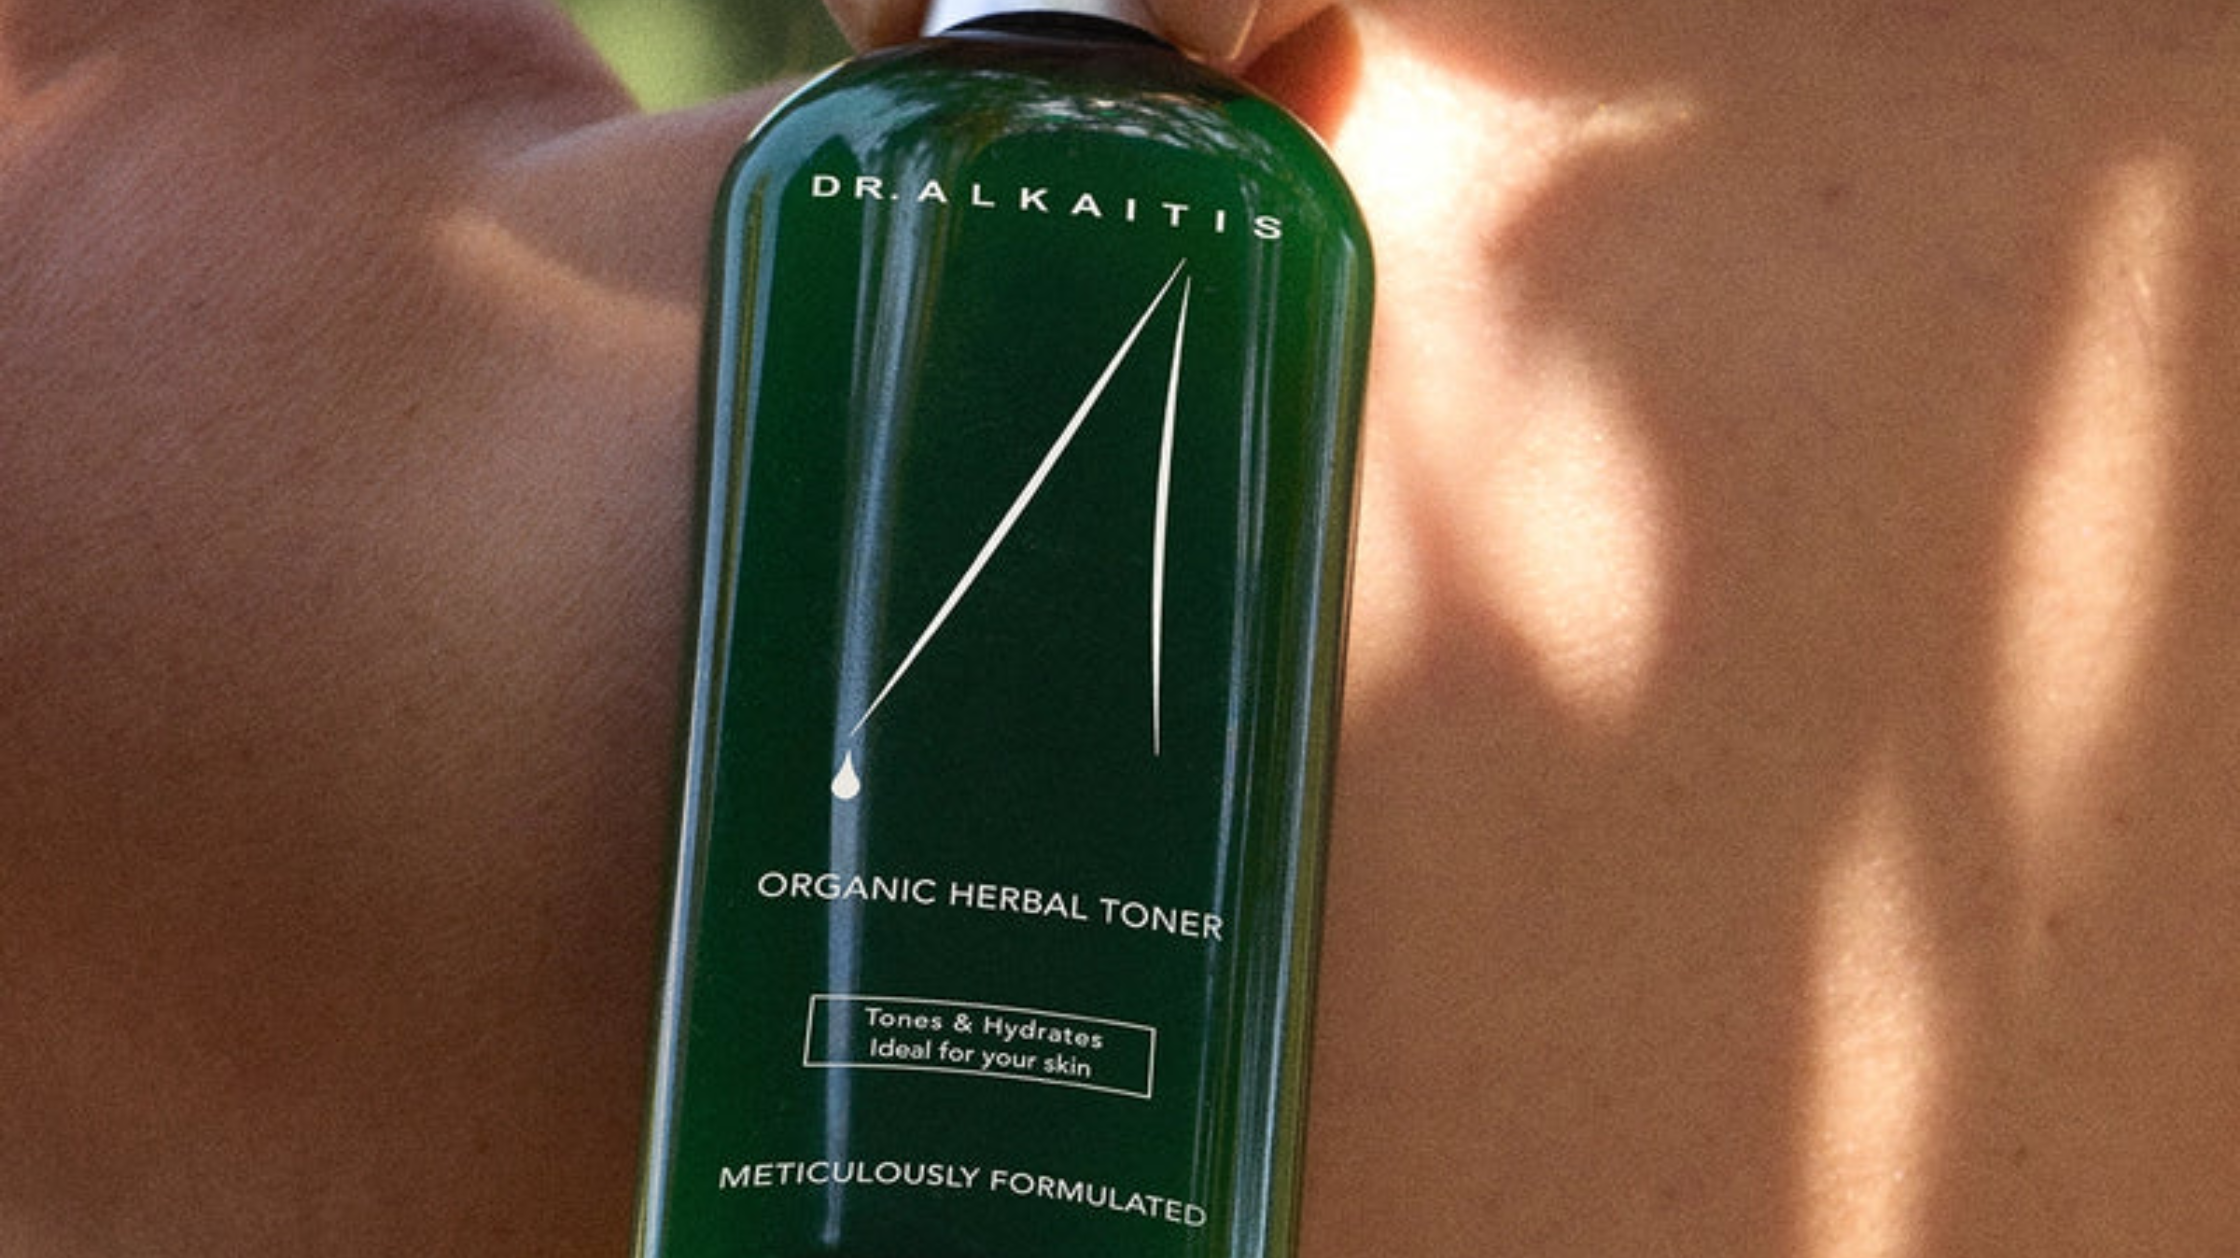 DR. ALKAITIS
ORGANIC HERBAL TONER
Tones & Hydrates
Ideal for your skin
METICULOUSLY FORMULATED